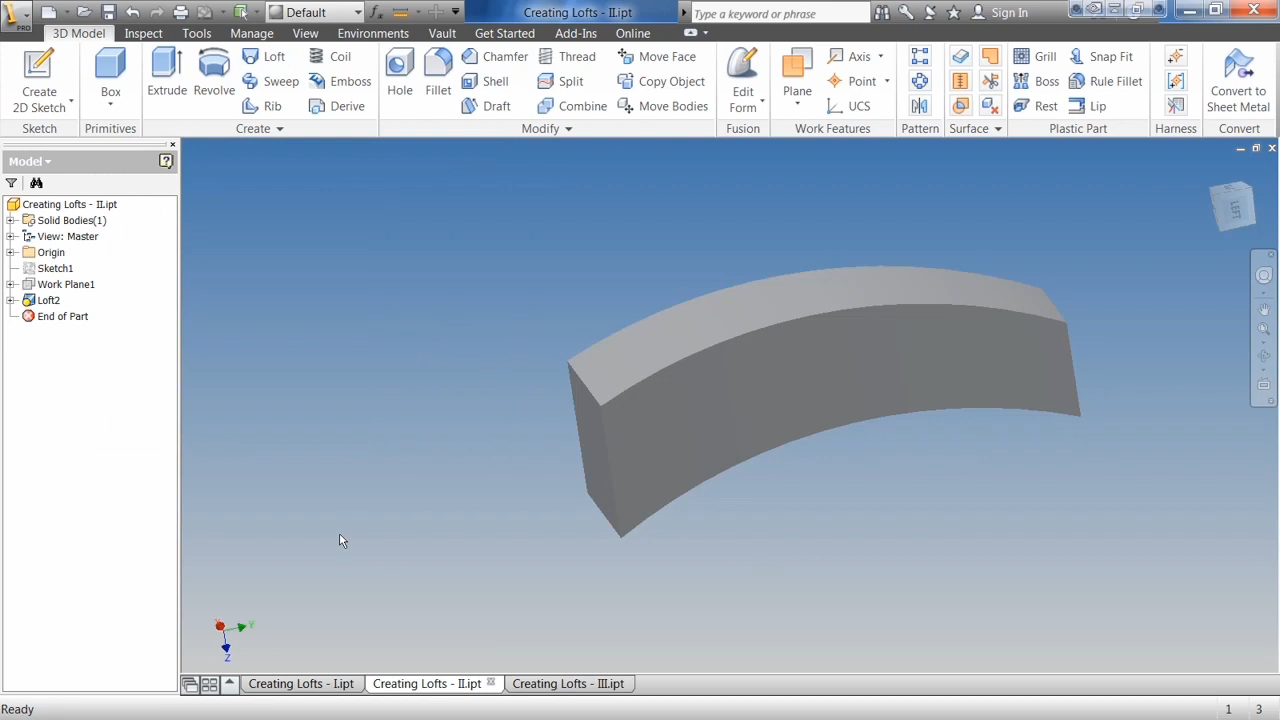 PRO
Default
Creating Lofts - II.ipt
Type a keyword or phrase
Sign In
3D Model Inspect Tools Manage View Environments Vault Get Started Add-Ins Online
Create 2D Sketch
Box
Extrude
Revolve
Loft
Sweep
Rib
Coil
Emboss
Derive
Hole
Fillet
Chamfer
Shell
Draft
Thread
Split
Combine
Move Face
Copy Object
Move Bodies
Edit Form
Plane
Axis
Point
UCS
Grill
Boss
Rest
Snap Fit
Rule Fillet
Lip
Convert to Sheet Metal
Sketch Primitives Create Modify Fusion Work Features Pattern Surface Plastic Part Harness Convert
Model
Creating Lofts - II.ipt
Solid Bodies(1)
View: Master
Origin
Sketch1
Work Plane1
Loft2
End of Part
LEFT
Y
Z
Creating Lofts - I.ipt Creating Lofts - II.ipt Creating Lofts - III.ipt
Ready 1 3